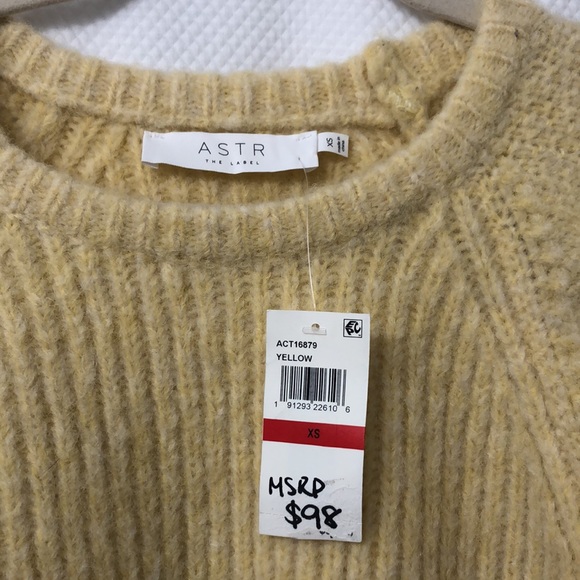 ASTR
THE LABEL
XS
ACT16879
YELLOW
1 91293 22610 6
XS
MSRP
$98